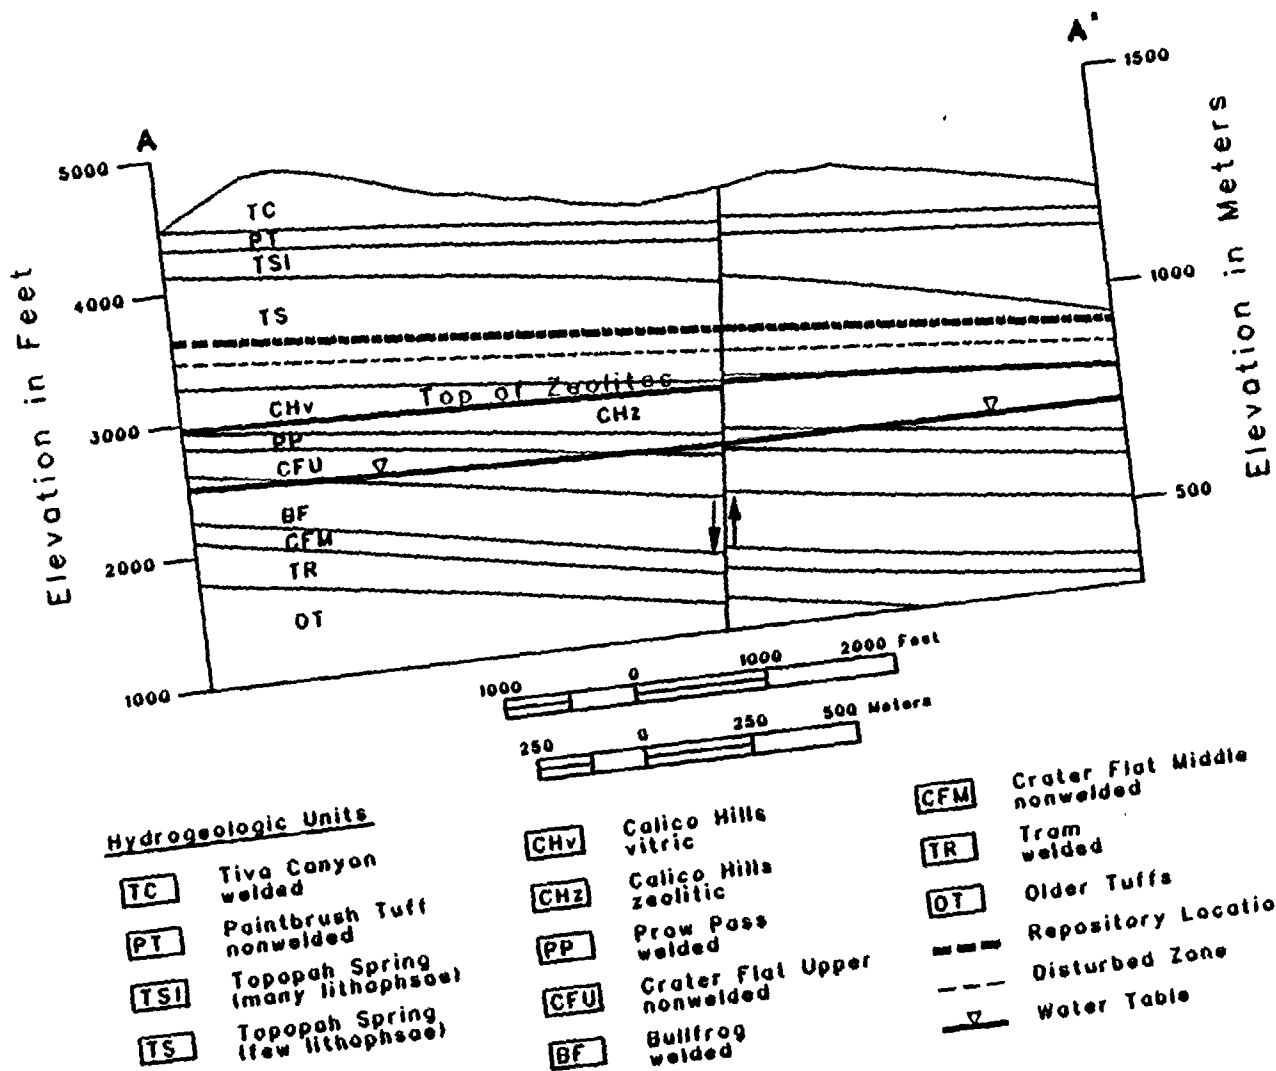 A
A'
5000
4000
3000
2000
1000
Elevation in Feet
1500
1000
500
Elevation in Meters
TC
PT
TSI
TS
Top of Zeolites
CHv
CHz
PP
CFU
BF
CFM
TR
OT
1000 0 1000 2000 Feet
250 0 250 500 Meters
Hydrogeologic Units
TC Tiva Canyon
welded
PT Paintbrush Tuff
nonwelded
TSI Topopah Spring
(many lithophsae)
TS Topopah Spring
(few lithophsae)
CHv Calico Hills
vitric
CHz Calico Hills
zeolitic
PP Prow Pass
welded
CFU Crater Flat Upper
nonwelded
BF Bullfrog
welded
CFM Crater Flat Middle
nonwelded
TR Tram
welded
OT Older Tuffs
Repository Locatio
Disturbed Zone
Water Table